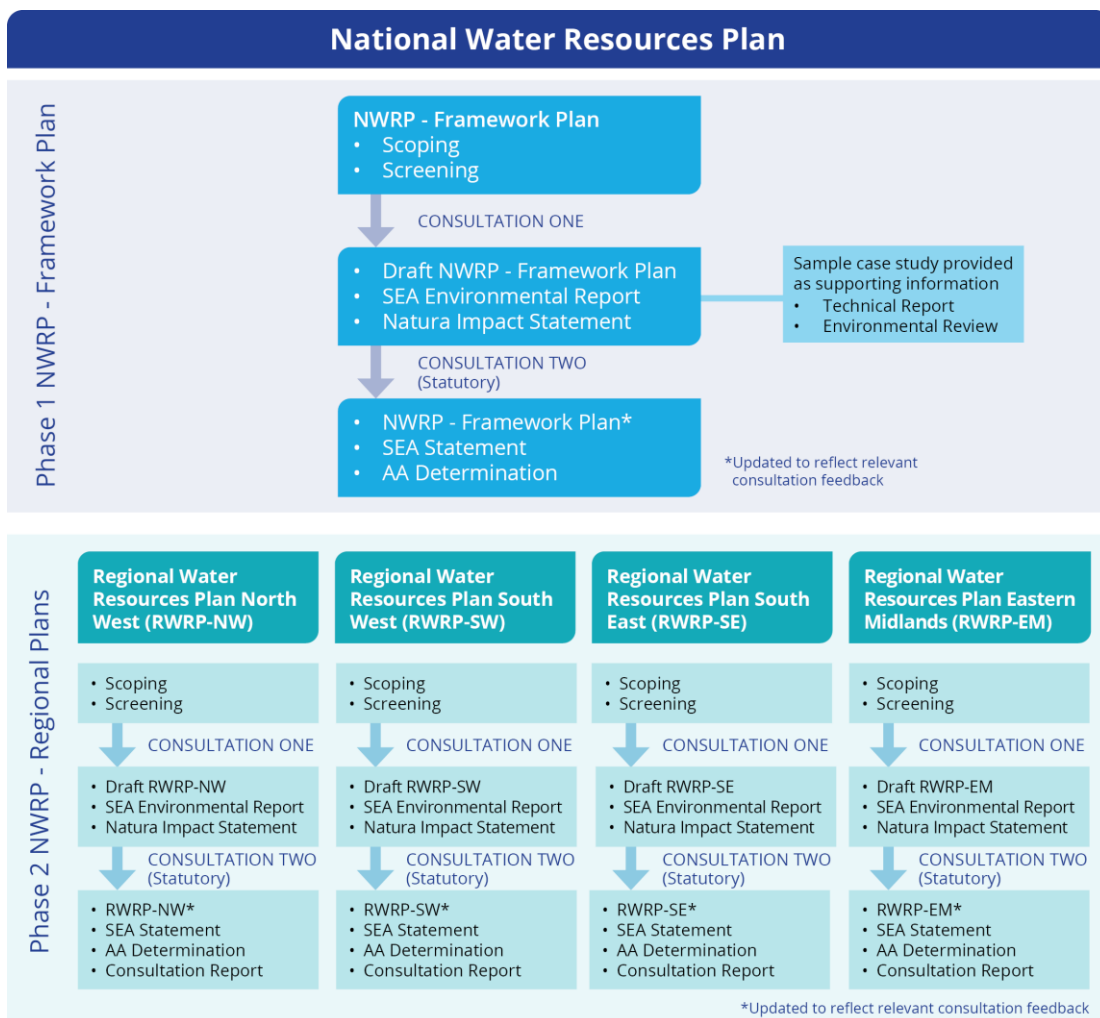 National Water Resources Plan
Phase 1 NWRP - Framework Plan
NWRP - Framework Plan
• Scoping
• Screening
CONSULTATION ONE
• Draft NWRP - Framework Plan
• SEA Environmental Report
• Natura Impact Statement
Sample case study provided
as supporting information
• Technical Report
• Environmental Review
CONSULTATION TWO
(Statutory)
• NWRP - Framework Plan*
• SEA Statement
• AA Determination
*Updated to reflect relevant
consultation feedback
Phase 2 NWRP - Regional Plans
Regional Water
Resources Plan North
West (RWRP-NW)
• Scoping
• Screening
CONSULTATION ONE
• Draft RWRP-NW
• SEA Environmental Report
• Natura Impact Statement
CONSULTATION TWO
(Statutory)
• RWRP-NW*
• SEA Statement
• AA Determination
• Consultation Report
Regional Water
Resources Plan South
West (RWRP-SW)
• Scoping
• Screening
CONSULTATION ONE
• Draft RWRP-SW
• SEA Environmental Report
• Natura Impact Statement
CONSULTATION TWO
(Statutory)
• RWRP-SW*
• SEA Statement
• AA Determination
• Consultation Report
Regional Water
Resources Plan South
East (RWRP-SE)
• Scoping
• Screening
CONSULTATION ONE
• Draft RWRP-SE
• SEA Environmental Report
• Natura Impact Statement
CONSULTATION TWO
(Statutory)
• RWRP-SE*
• SEA Statement
• AA Determination
• Consultation Report
Regional Water
Resources Plan Eastern
Midlands (RWRP-EM)
• Scoping
• Screening
CONSULTATION ONE
• Draft RWRP-EM
• SEA Environmental Report
• Natura Impact Statement
CONSULTATION TWO
(Statutory)
• RWRP-EM*
• SEA Statement
• AA Determination
• Consultation Report
*Updated to reflect relevant consultation feedback